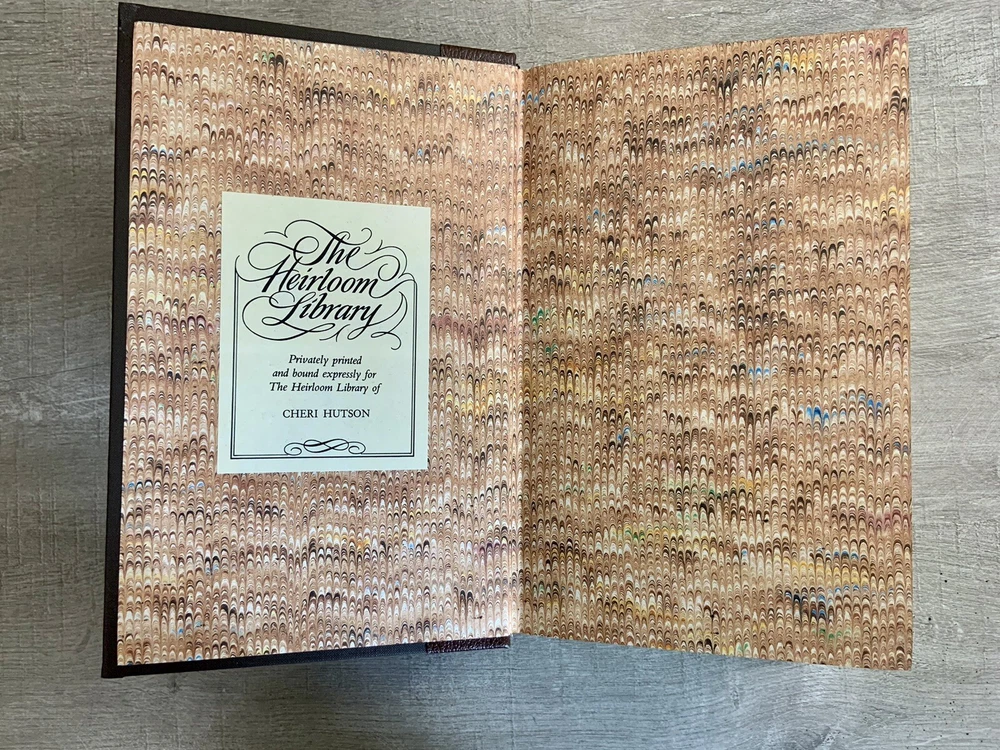 The
Heirloom
Library
Privately printed
and bound expressly for
The Heirloom Library of
CHERI HUTSON